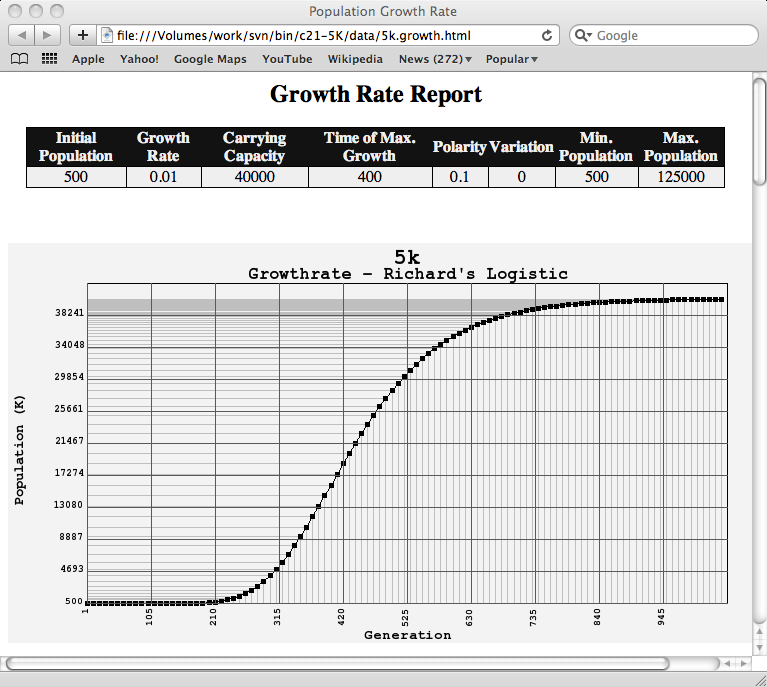 Population Growth Rate
file:///Volumes/work/svn/bin/c21-5K/data/5k.growth.html
Google
Apple Yahoo! Google Maps YouTube Wikipedia News (272) Popular
Growth Rate Report
Initial Population Growth Rate Carrying Capacity Time of Max. Growth Polarity Variation Min. Population Max. Population
500 0.01 40000 400 0.1 0 500 125000
5k
Growthrate - Richard's Logistic
Population (K)
38241
34048
29854
25661
21467
17274
13080
8887
4693
500
1 105 210 315 420 525 630 735 840 945
Generation